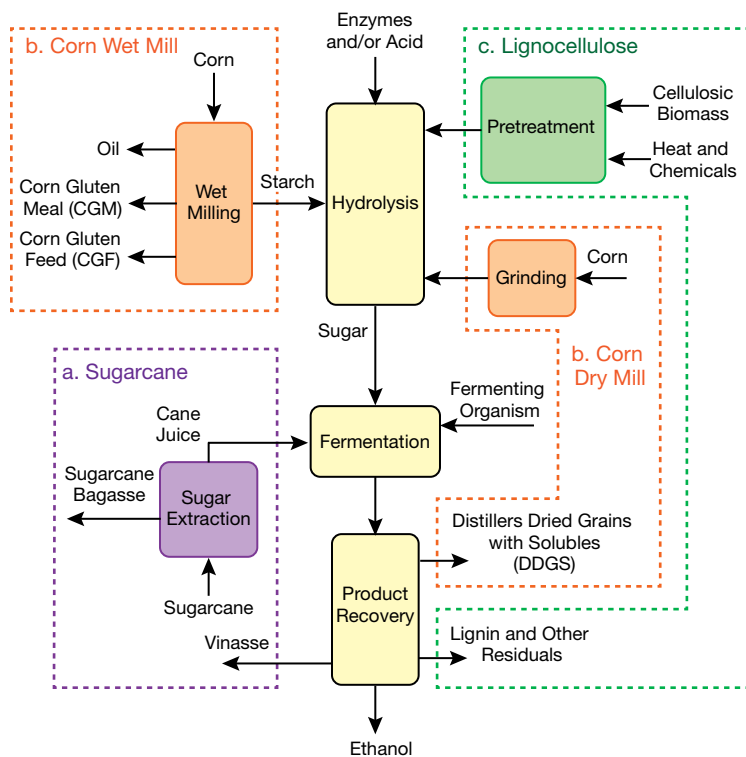 Enzymes
and/or Acid
b. Corn Wet Mill
Corn
Oil
Corn Gluten
Meal (CGM)
Corn Gluten
Feed (CGF)
Wet
Milling
Starch
Hydrolysis
c. Lignocellulose
Pretreatment
Cellulosic
Biomass
Heat and
Chemicals
Grinding
Corn
b. Corn
Dry Mill
Sugar
a. Sugarcane
Cane
Juice
Sugarcane
Bagasse
Sugar
Extraction
Sugarcane
Fermentation
Fermenting
Organism
Distillers Dried Grains
with Solubles
(DDGS)
Product
Recovery
Vinasse
Lignin and Other
Residuals
Ethanol